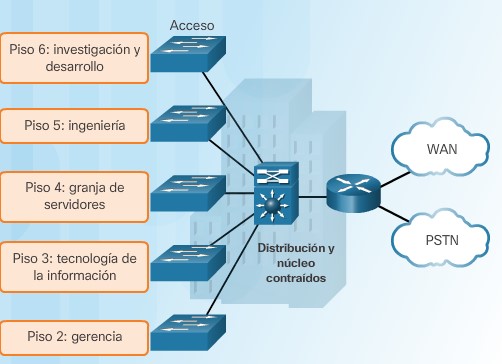 Acceso
Piso 6: investigación y
desarrollo
Piso 5: ingeniería
Piso 4: granja de
servidores
Piso 3: tecnología de
la información
Piso 2: gerencia
Distribución y
núcleo
contraídos
WAN
PSTN